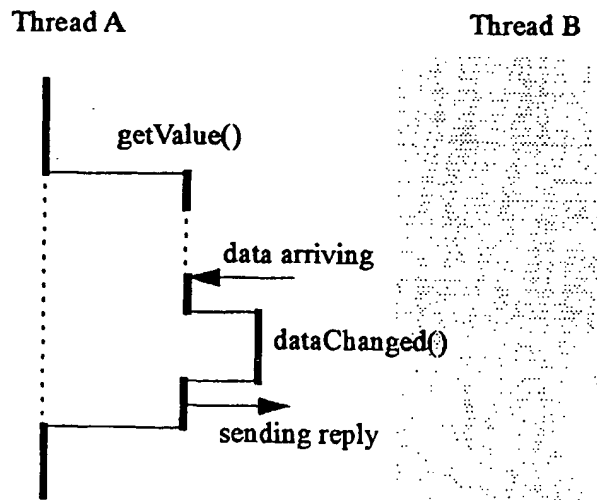 Thread A
Thread B
getValue()
data arriving
dataChanged()
sending reply